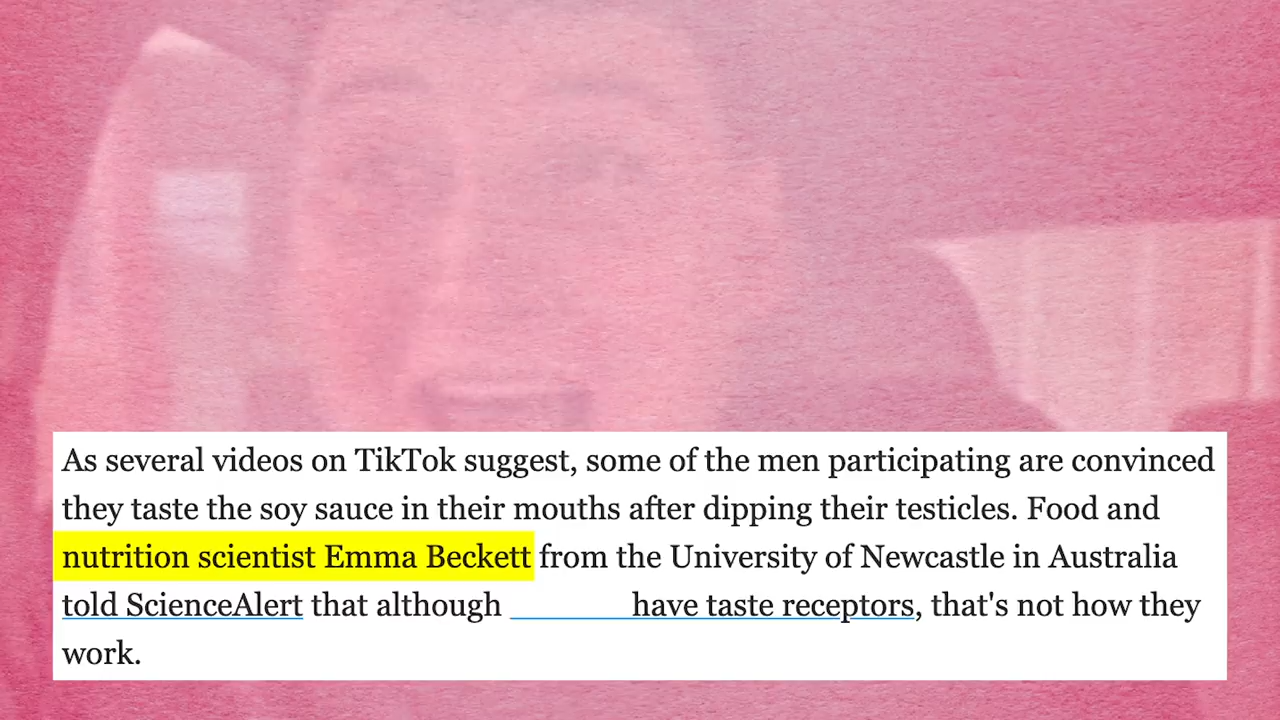 As several videos on TikTok suggest, some of the men participating are convinced
they taste the soy sauce in their mouths after dipping their testicles. Food and
nutrition scientist Emma Beckett from the University of Newcastle in Australia
told ScienceAlert that although have taste receptors, that's not how they
work.